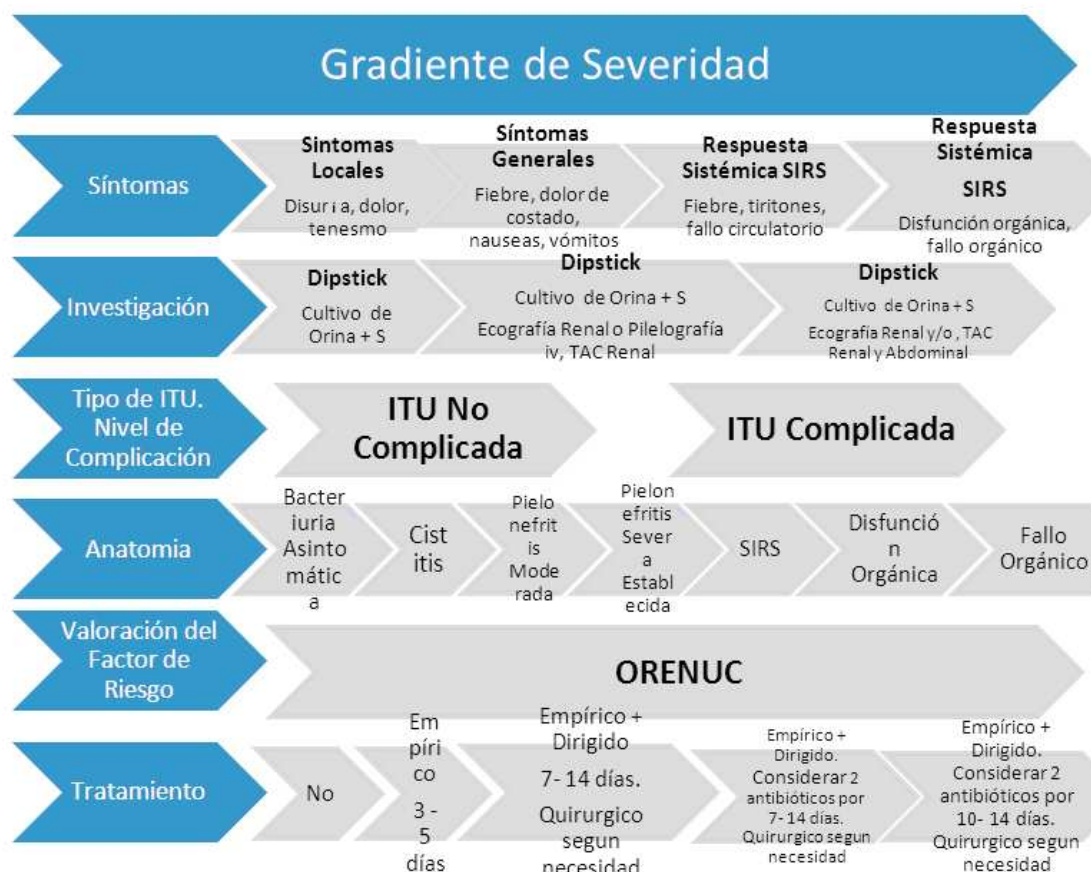 Gradiente de Severidad
Síntomas
Sintomas
Locales
Disuria, dolor,
tenesmo
Síntomas
Generales
Fiebre, dolor de
costado,
nauseas, vómitos
Respuesta
Sistémica SIRS
Fiebre, tiritones,
fallo circulatorio
Respuesta
Sistémica
SIRS
Disfunción orgánica,
fallo orgánico
Investigación
Dipstick
Cultivo de
Orina + S
Dipstick
Cultivo de Orina + S
Ecografía Renal o Pilelografía
iv, TAC Renal
Dipstick
Cultivo de Orina + S
Ecografía Renal y/o , TAC
Renal y Abdominal
Tipo de ITU.
Nivel de
Complicación
ITU No
Complicada
ITU Complicada
Anatomia
Bacter
iuria
Asinto
mátic
a
Cist
itis
Pielo
nefrit
is
Mode
rada
Pielon
efritis
Sever
a
Establ
ecida
SIRS
Disfunció
n
Orgánica
Fallo
Orgánico
Valoración del
Factor de
Riesgo
ORENUC
Tratamiento
No
Em
píri
co
3 -
5
días
Empírico +
Dirigido
7- 14 días.
Quirurgico
segun
necesidad
Empírico +
Dirigido.
Considerar 2
antibióticos por
7- 14 días.
Quirurgico segun
necesidad
Empírico +
Dirigido.
Considerar 2
antibióticos por
10- 14 días.
Quirurgico segun
necesidad